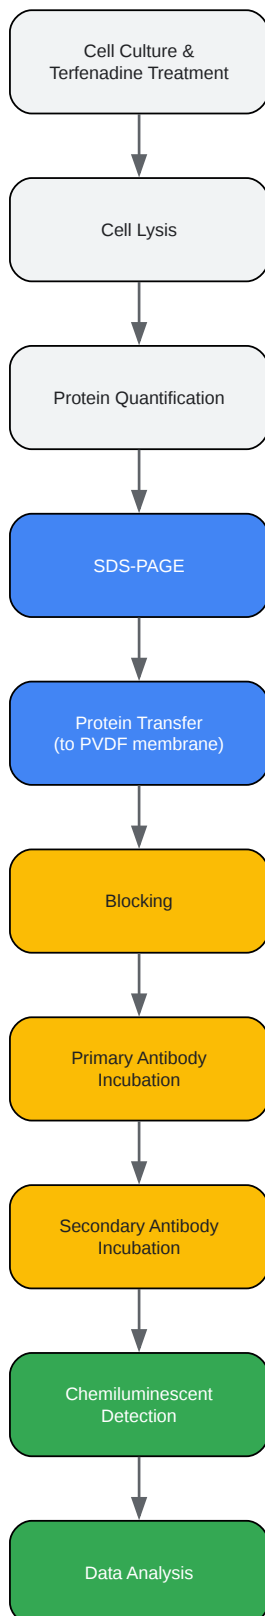 Cell Culture &
Terfenadine Treatment
Cell Lysis
Protein Quantification
SDS-PAGE
Protein Transfer
(to PVDF membrane)
Blocking
Primary Antibody
Incubation
Secondary Antibody
Incubation
Chemiluminescent
Detection
Data Analysis